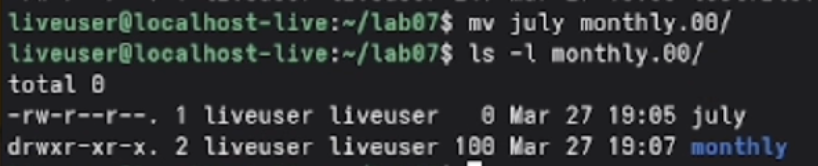 liveuser@localhost-live:~/lab07$ mv july monthly.00/
liveuser@localhost-live:~/lab07$ ls -l monthly.00/
total 0
-rw-r--r--. 1 liveuser liveuser   0 Mar 27 19:05 july
drwxr-xr-x. 2 liveuser liveuser 100 Mar 27 19:07 monthly